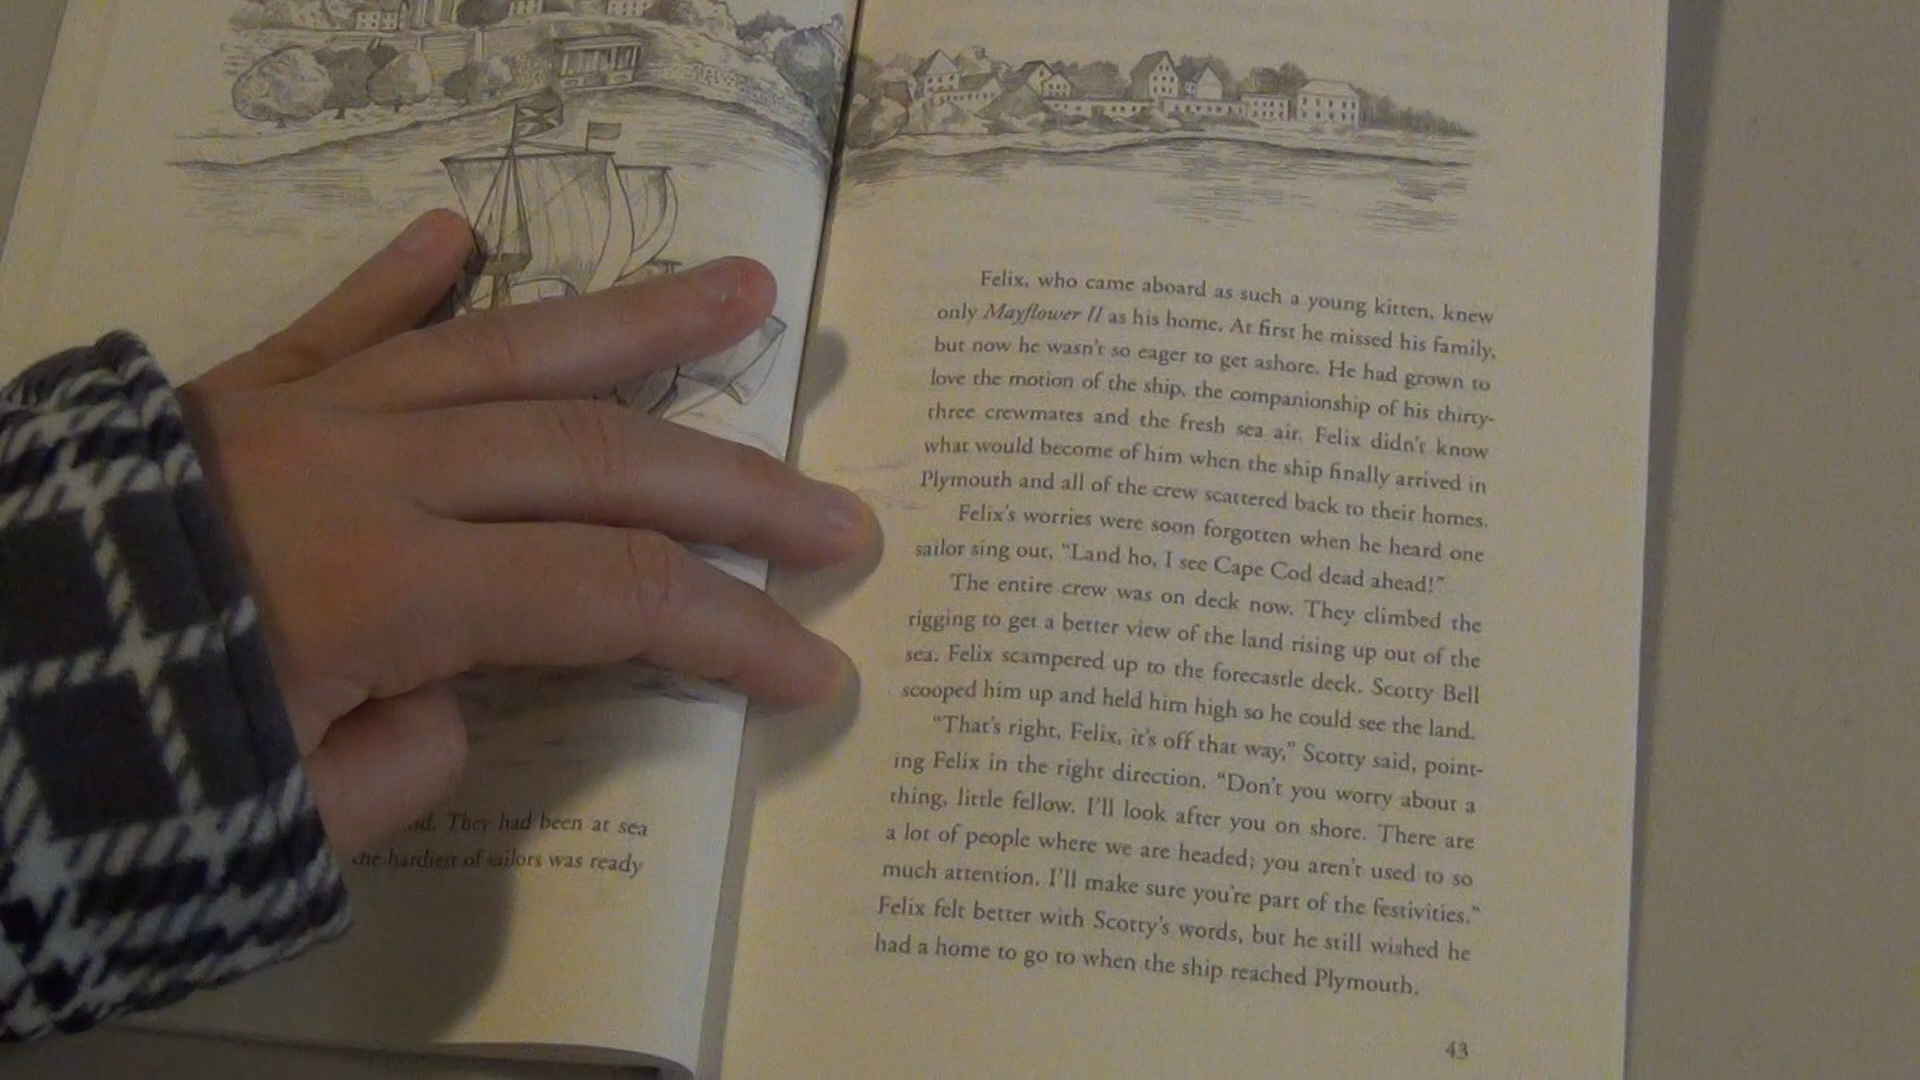 They had been at sea
hardiest of sailors was ready
Felix, who came aboard as such a young kitten, knew
only Mayflower II as his home. At first he missed his family,
but now he wasn't so eager to get ashore. He had grown to
love the motion of the ship, the companionship of his thirty-
three crewmates and the fresh sea air. Felix didn't know
what would become of him when the ship finally arrived in
Plymouth and all of the crew scattered back to their homes.
Felix's worries were soon forgotten when he heard one
sailor sing out, “Land ho, I see Cape Cod dead ahead!”
The entire crew was on deck now. They climbed the
rigging to get a better view of the land rising up out of the
sea. Felix scampered up to the forecastle deck. Scotty Bell
scooped him up and held him high so he could see the land.
“That's right, Felix, it's off that way,” Scotty said, point-
ing Felix in the right direction. “Don't you worry about a
thing, little fellow. I'll look after you on shore. There are
a lot of people where we are headed; you aren't used to so
much attention. I'll make sure you're part of the festivities.”
Felix felt better with Scotty's words, but he still wished he
had a home to go to when the ship reached Plymouth.
43